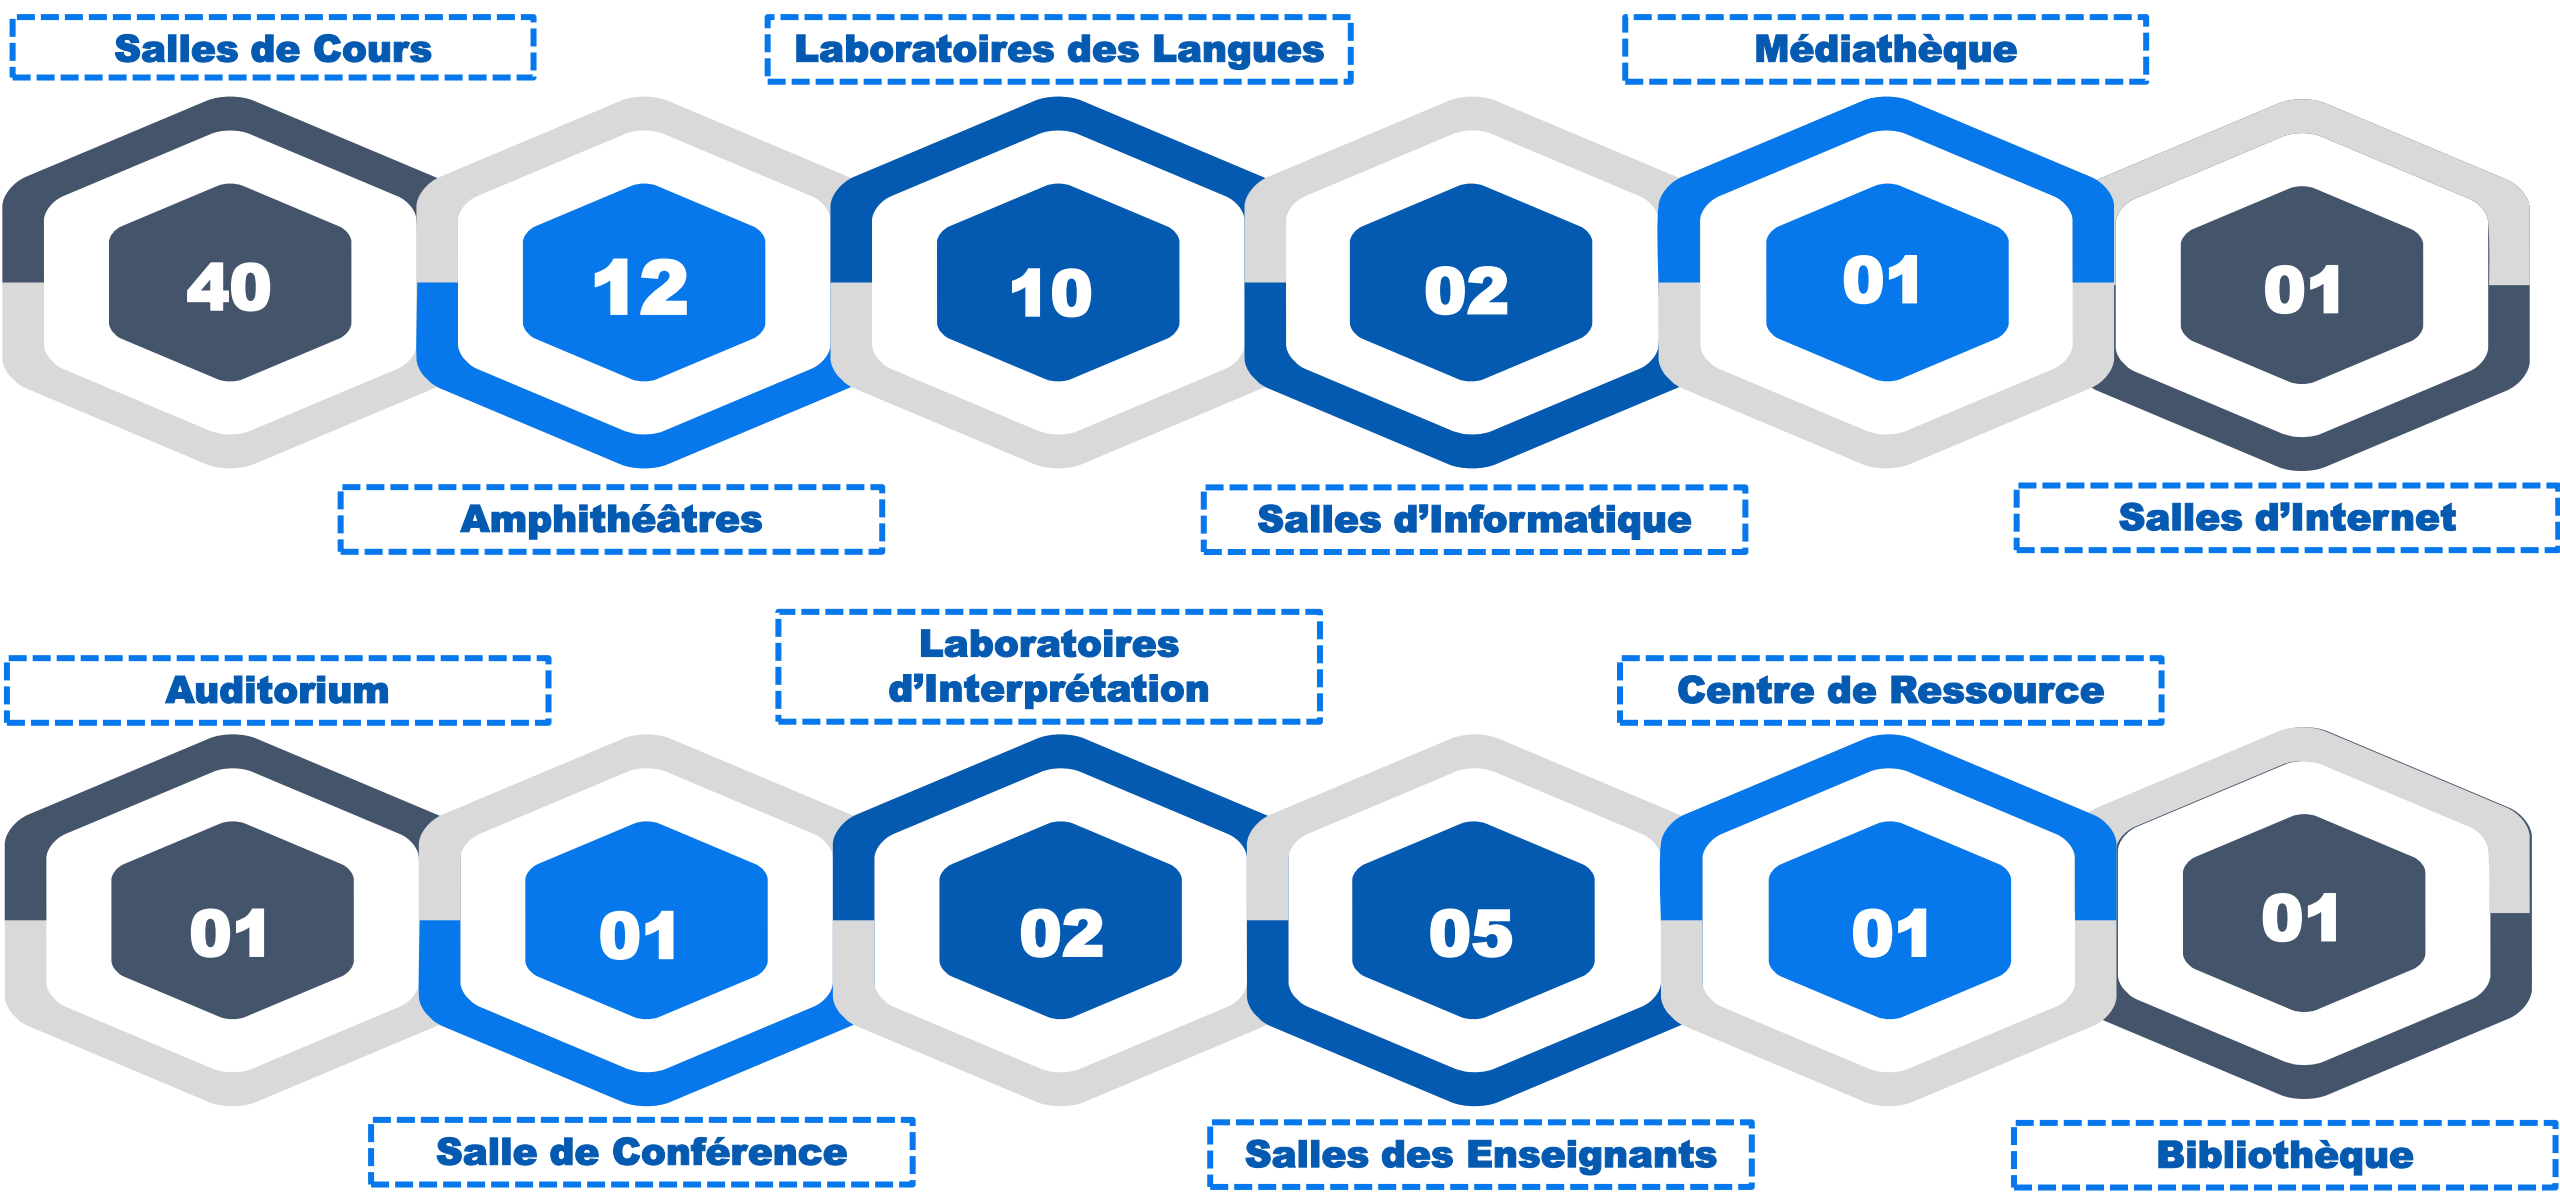 Salles de Cours
Laboratoires des Langues
Médiathèque
40
12
10
02
01
01
Amphithéâtres
Salles d’Informatique
Salles d’Internet
Auditorium
Laboratoires
d’Interprétation
Centre de Ressource
01
01
02
05
01
01
Salle de Conférence
Salles des Enseignants
Bibliothèque